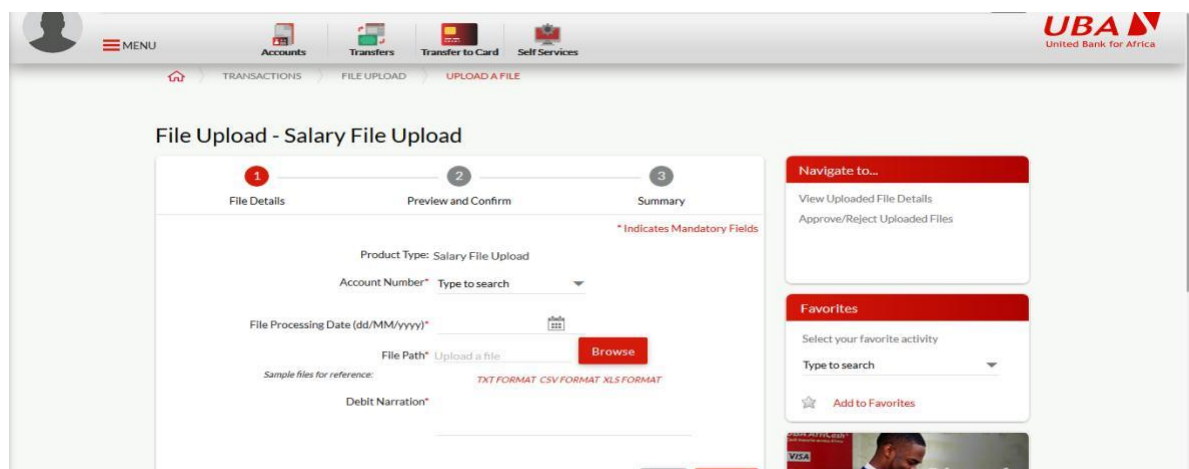 MENU
Accounts
Transfers
Transfer to Card
Self Services
UBA
United Bank for Africa
TRANSACTIONS
FILE UPLOAD
UPLOAD A FILE
File Upload - Salary File Upload
1
2
3
File Details
Preview and Confirm
Summary
* Indicates Mandatory Fields
Product Type: Salary File Upload
Account Number* Type to search
File Processing Date (dd/MM/yyyy)*
File Path* Upload a file
Browse
Sample files for reference:
TXT FORMAT CSV FORMAT XLS FORMAT
Debit Narration*
Navigate to...
View Uploaded File Details
Approve/Reject Uploaded Files
Favorites
Select your favorite activity
Type to search
Add to Favorites
VISA